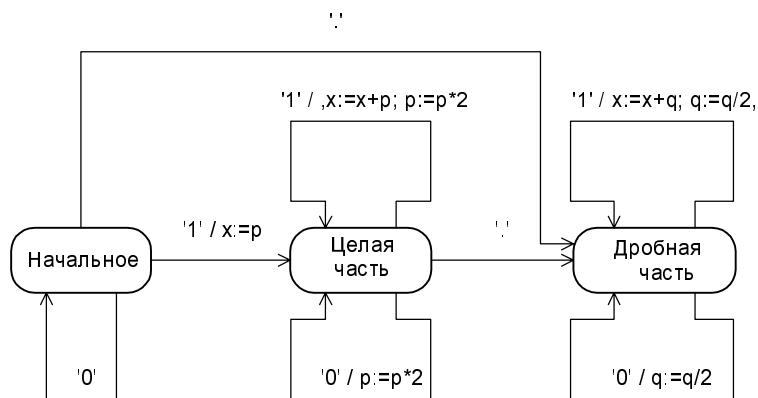 '.'
'1' / ,x:=x+p; p:=p*2
'1' / x:=x+q; q:=q/2,
'1' / x:=p
'.'
Начальное
Целая
часть
Дробная
часть
'0'
'0' / p:=p*2
'0' / q:=q/2